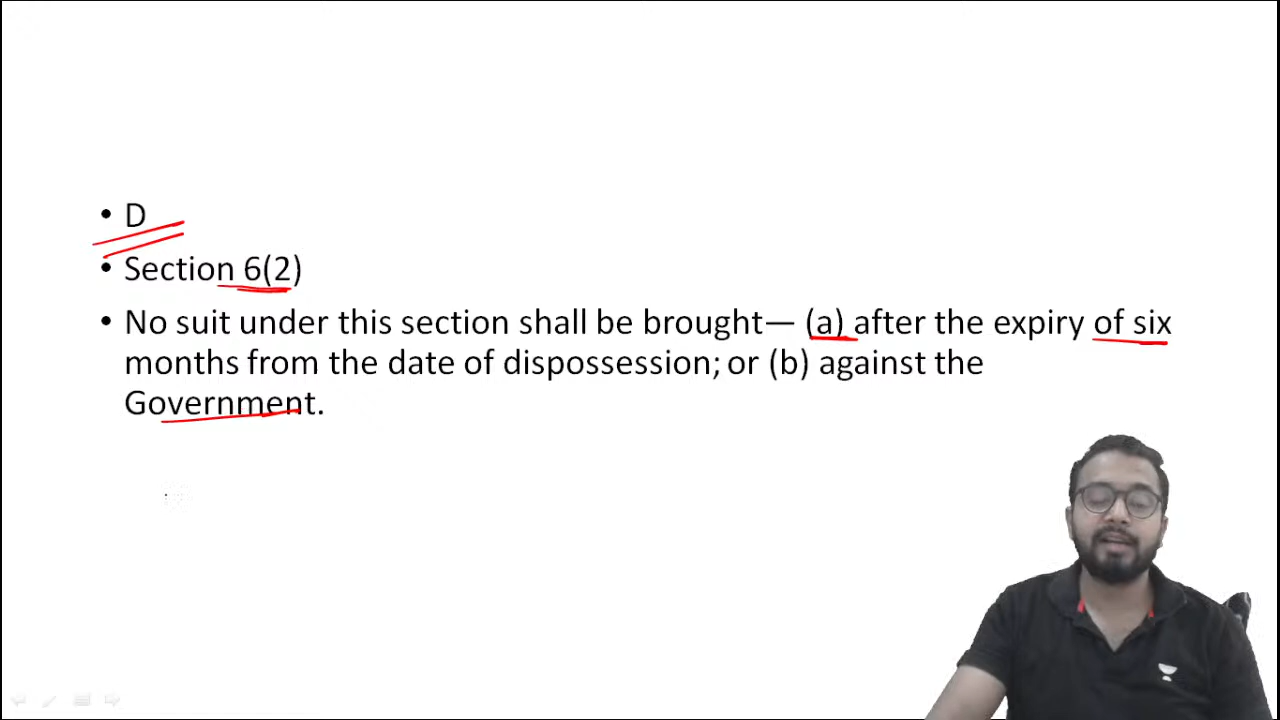 • D
• Section 6(2)
• No suit under this section shall be brought— (a) after the expiry of six
months from the date of dispossession; or (b) against the
Government.